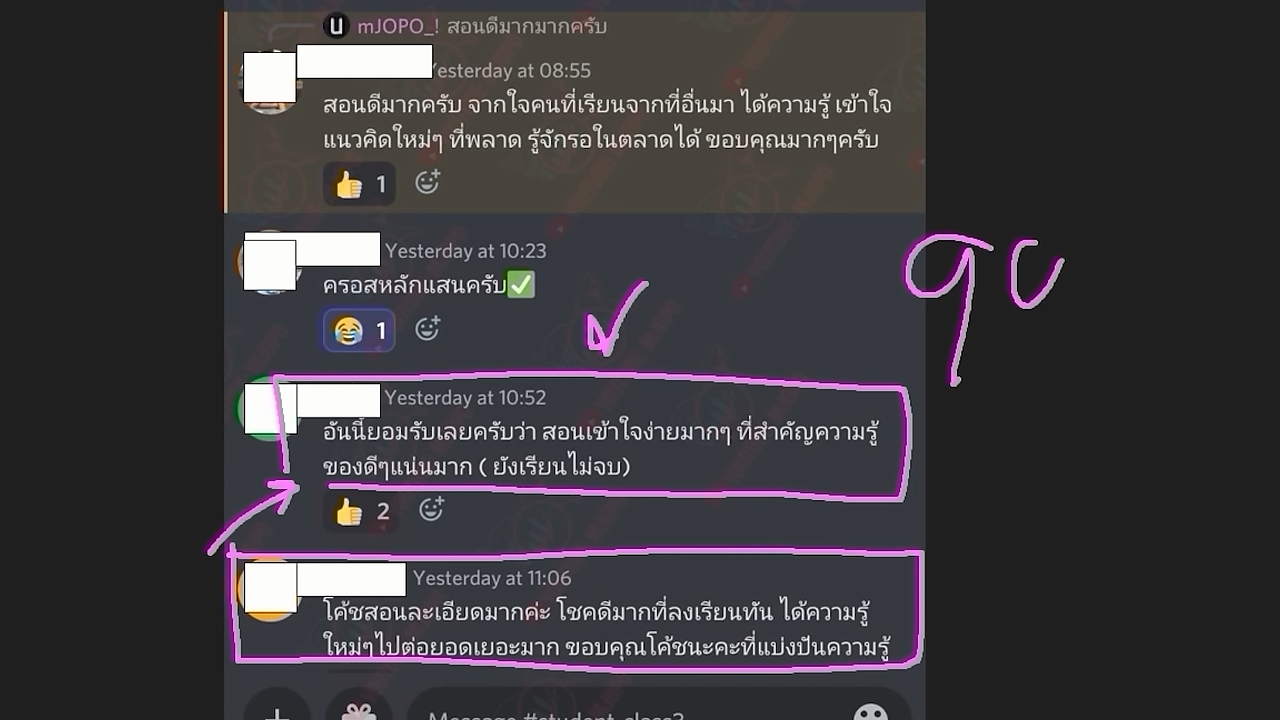 mJOPO_! สอนดีมากมากครับ
Yesterday at 08:55
สอนดีมากครับ จากใจคนที่เรียนจากที่อื่นมา ได้ความรู้ เข้าใจ
แนวคิดใหม่ๆ ที่พลาด รู้จักรอในตลาดได้ ขอบคุณมากๆครับ
👍 1
Yesterday at 10:23
ครอสหลักแสนครับ✅
😂 1
Yesterday at 10:52
อันนี้ยอมรับเลยครับว่า สอนเข้าใจง่ายมากๆ ที่สำคัญความรู้
ของดีๆแน่นมาก ( ยังเรียนไม่จบ)
👍 2
Yesterday at 11:06
โค้ชสอนละเอียดมากค่ะ โชคดีมากที่ลงเรียนทัน ได้ความรู้
ใหม่ๆไปต่อยอดเยอะมาก ขอบคุณโค้ชนะคะที่แบ่งปันความรู้
Message #student-class3